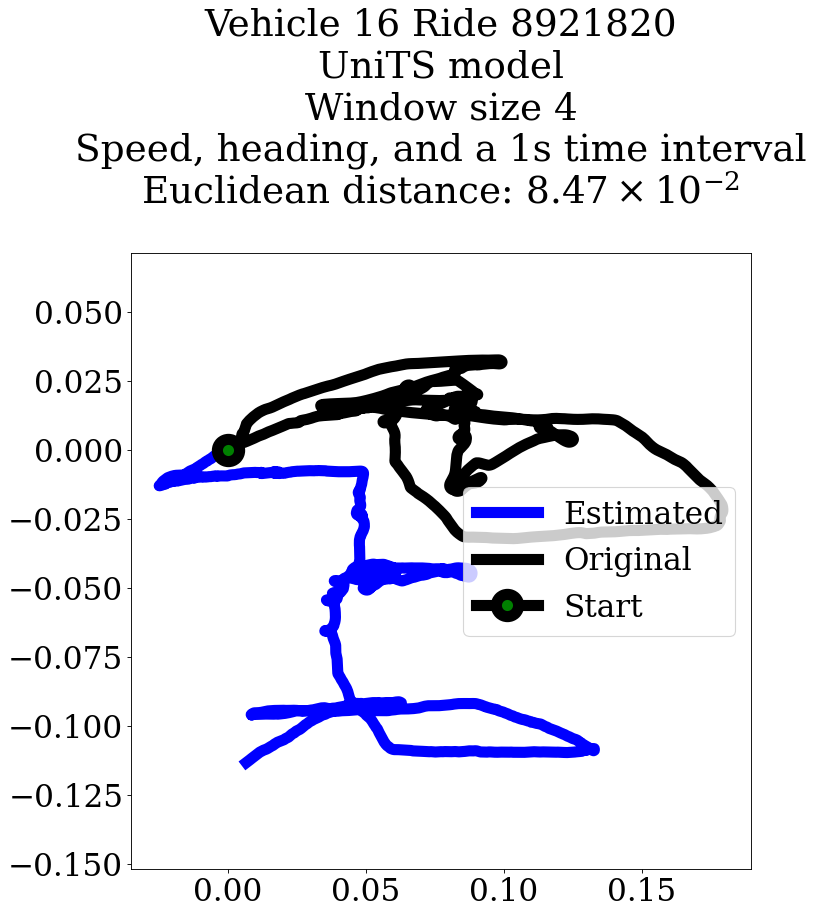 Vehicle 16 Ride 8921820
UniTS model
Window size 4
Speed, heading, and a 1s time interval
Euclidean distance: 8.47 × 10⁻²
0.050
0.025
0.000
−0.025
−0.050
−0.075
−0.100
−0.125
−0.150
Estimated
Original
Start
0.00 0.05 0.10 0.15